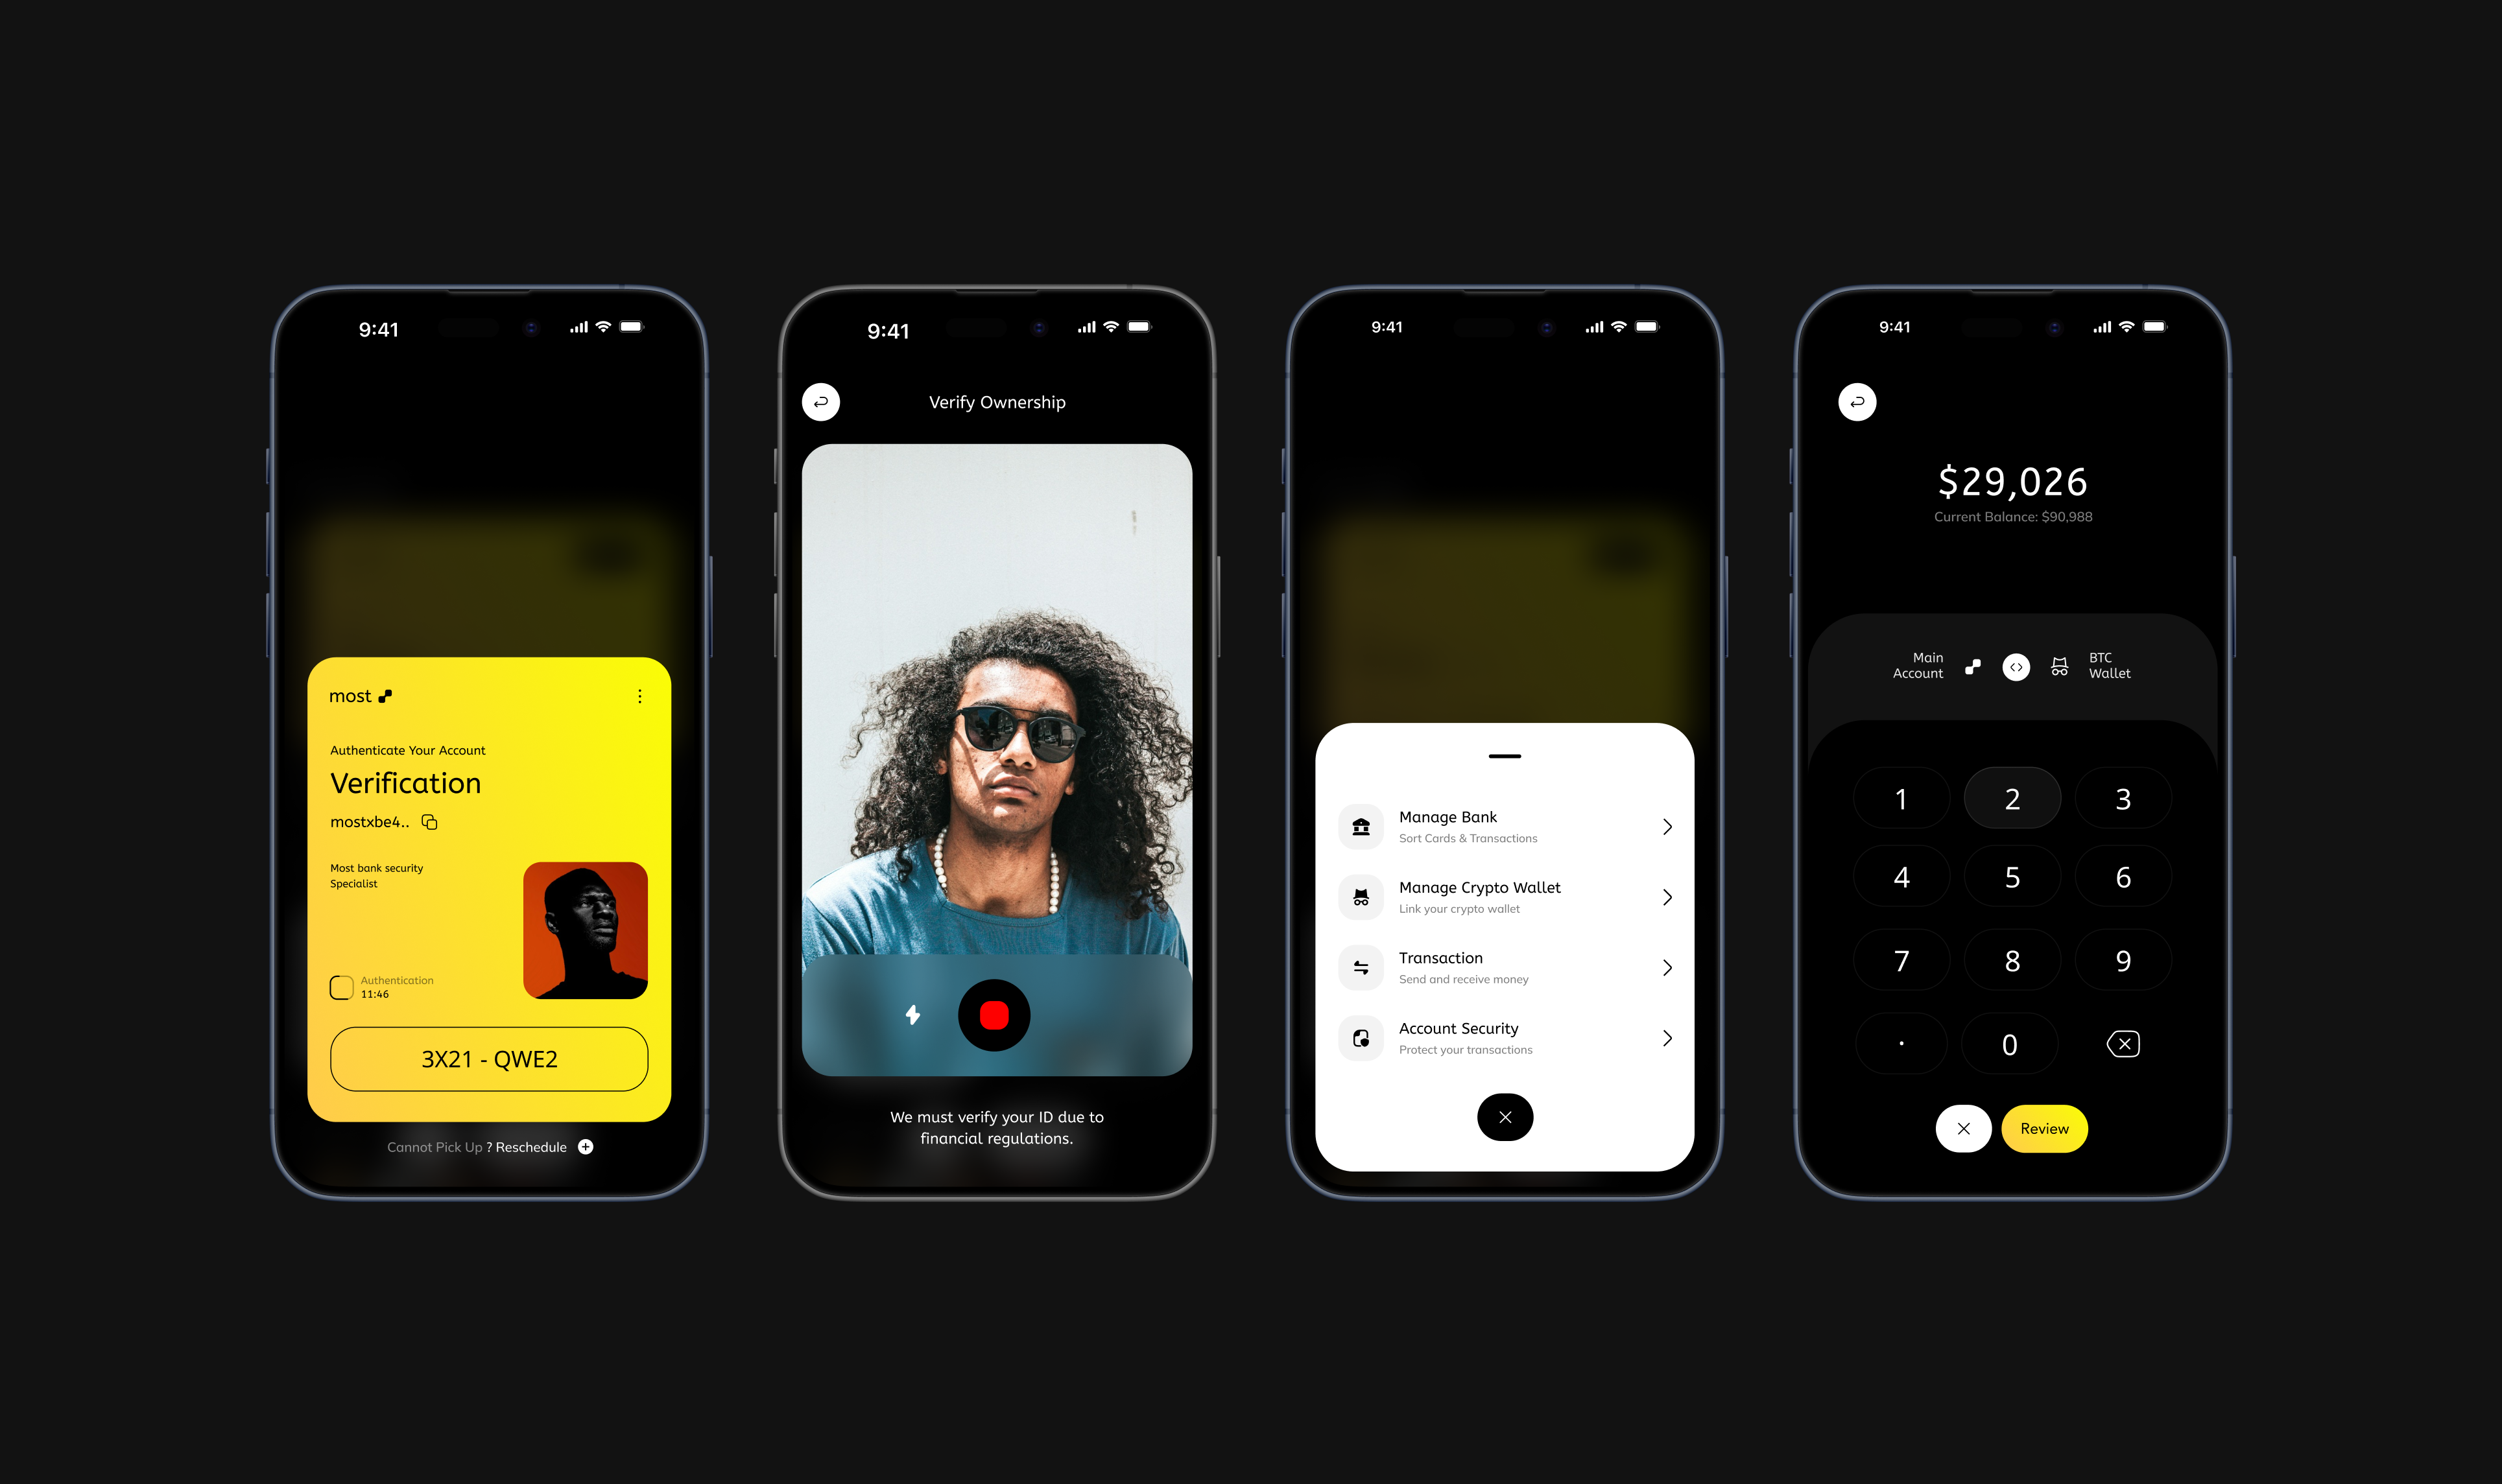 9:41
most
Authenticate Your Account
Verification
mostxbe4..
Most bank security
Specialist
Authentication
11:46
3X21 - QWE2
Cannot Pick Up ? Reschedule
9:41
Verify Ownership
We must verify your ID due to
financial regulations.
9:41
Manage Bank
Sort Cards & Transactions
Manage Crypto Wallet
Link your crypto wallet
Transaction
Send and receive money
Account Security
Protect your transactions
9:41
$29,026
Current Balance: $90,988
Main
Account
BTC
Wallet
1 2 3
4 5 6
7 8 9
· 0
Review